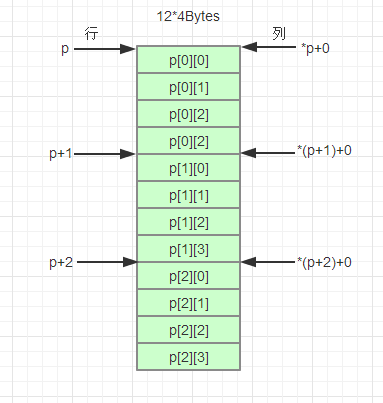 12*4Bytes
行 列
p *p+0
p[0][0]
p[0][1]
p[0][2]
p[0][2]
p+1 *(p+1)+0
p[1][0]
p[1][1]
p[1][2]
p[1][3]
p+2 *(p+2)+0
p[2][0]
p[2][1]
p[2][2]
p[2][3]